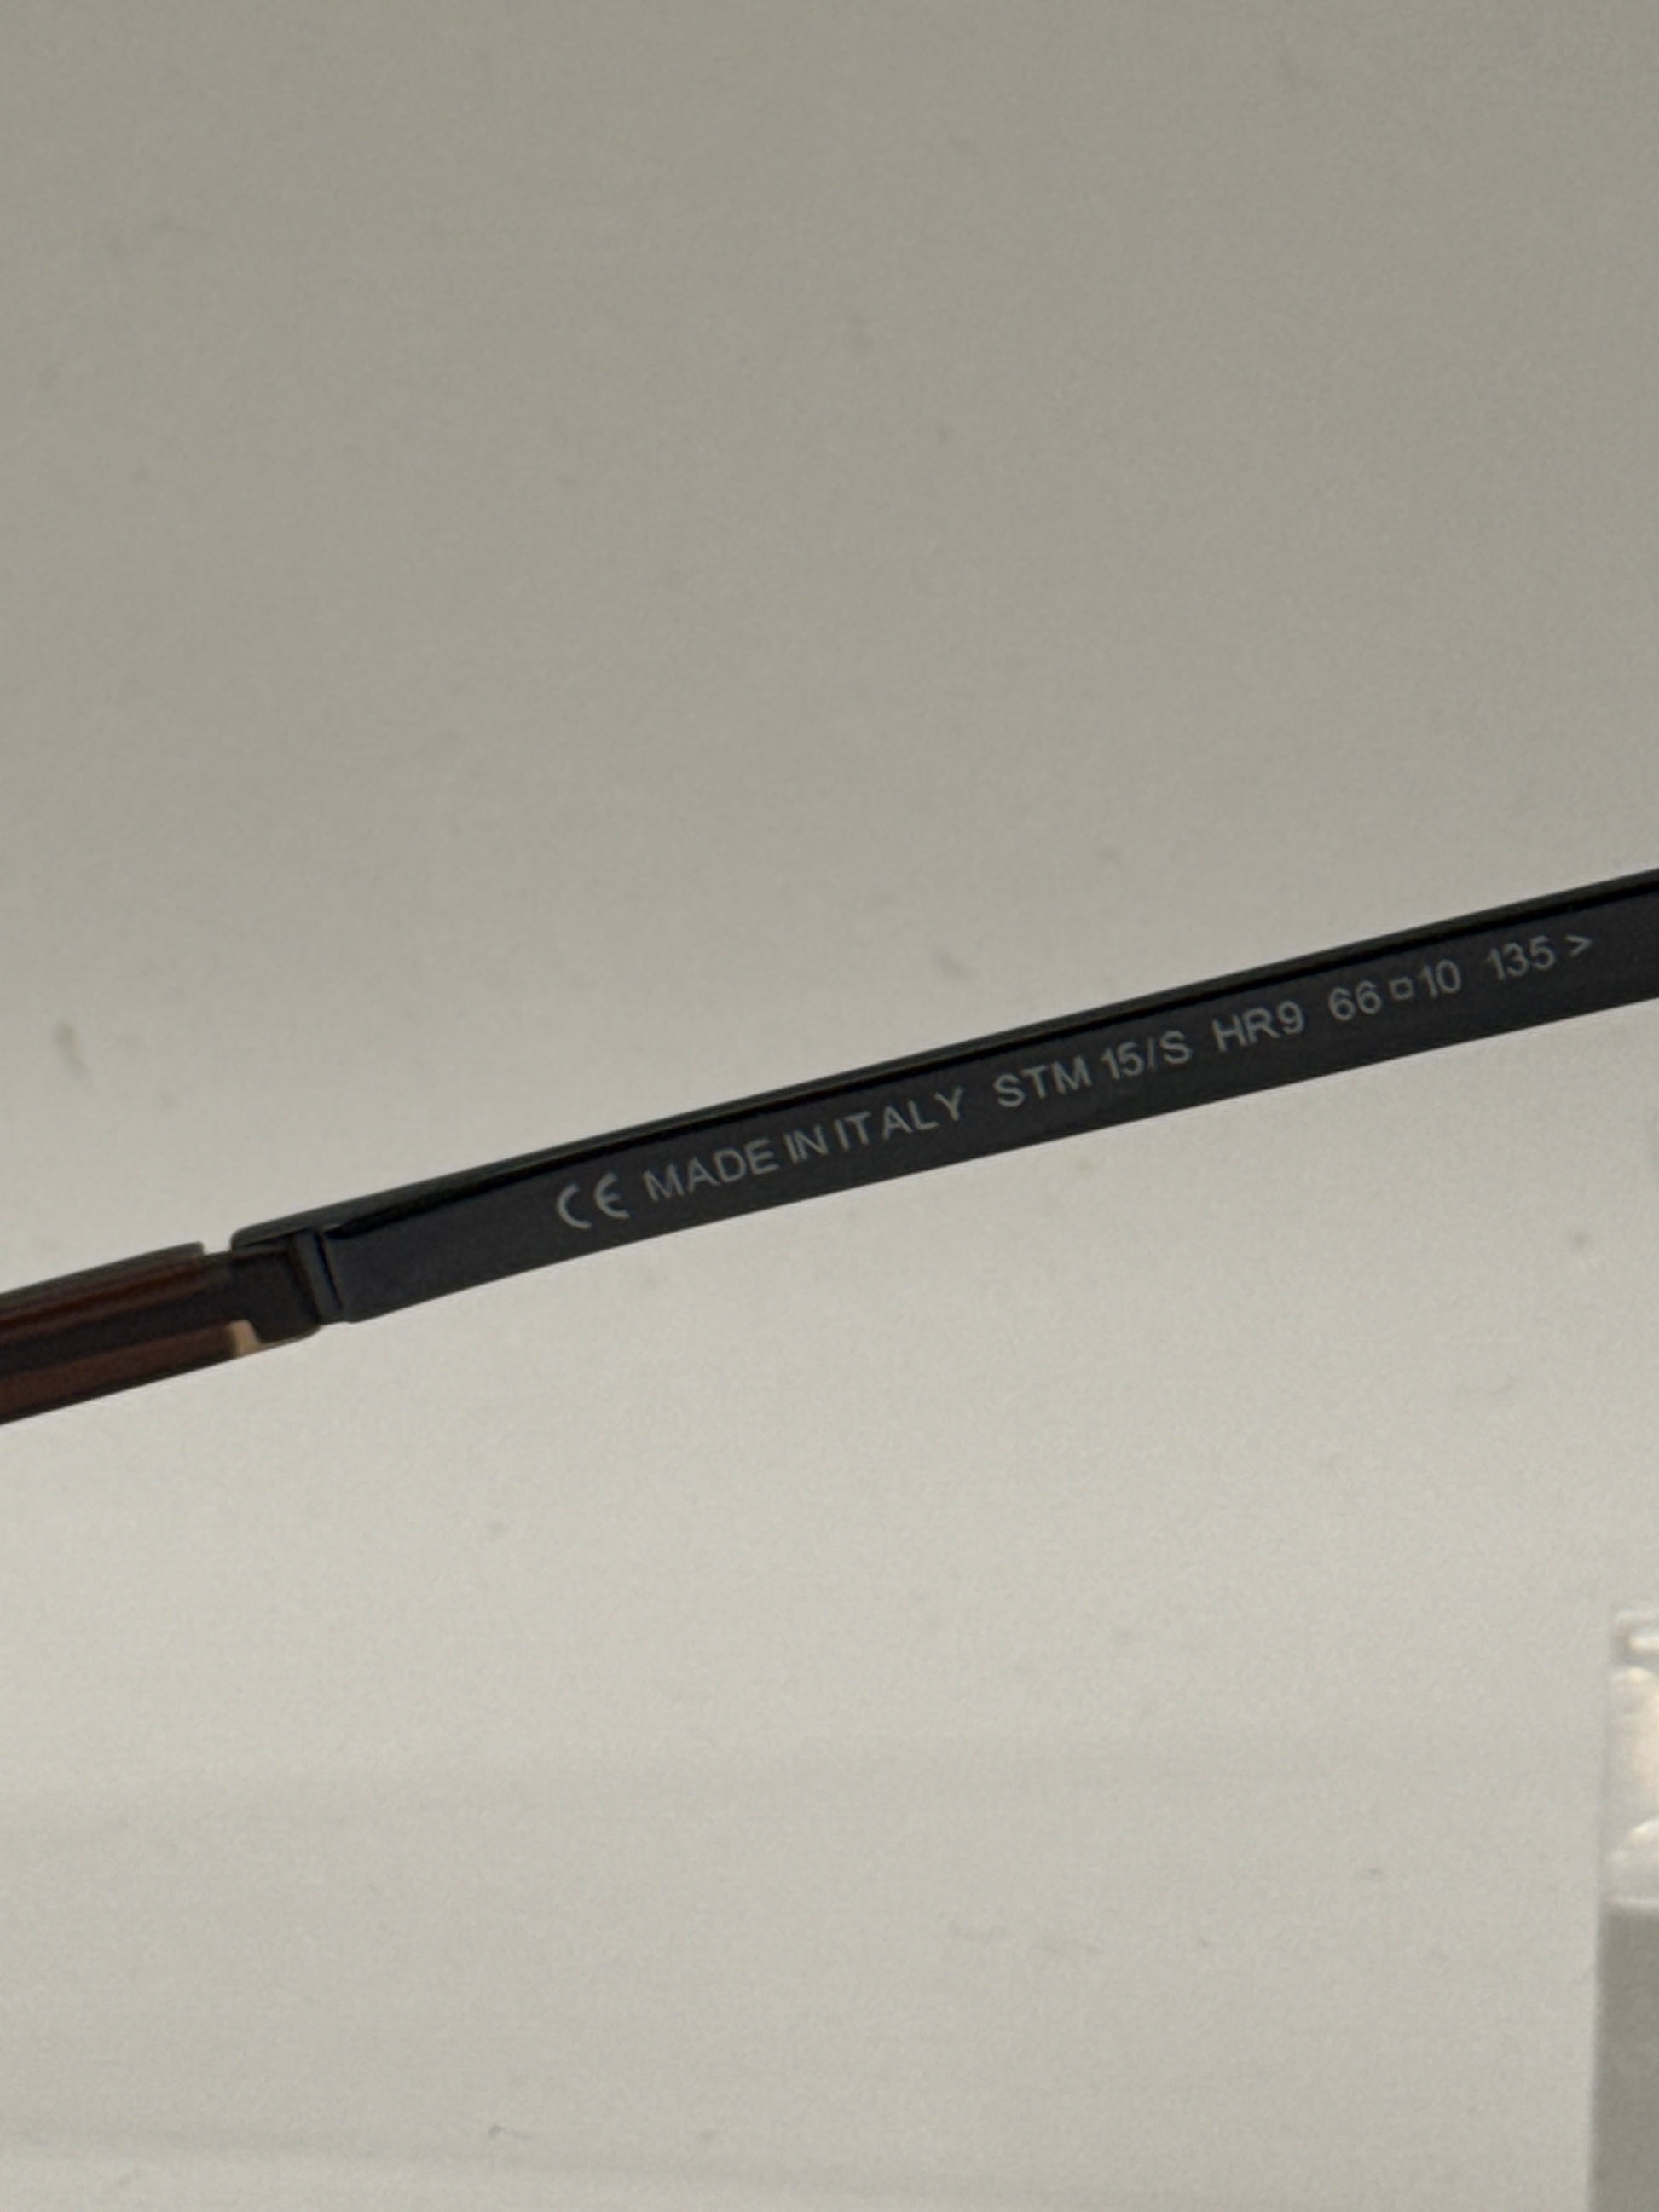 CE MADE IN ITALY STM 15/S HR9 66□10 135 >